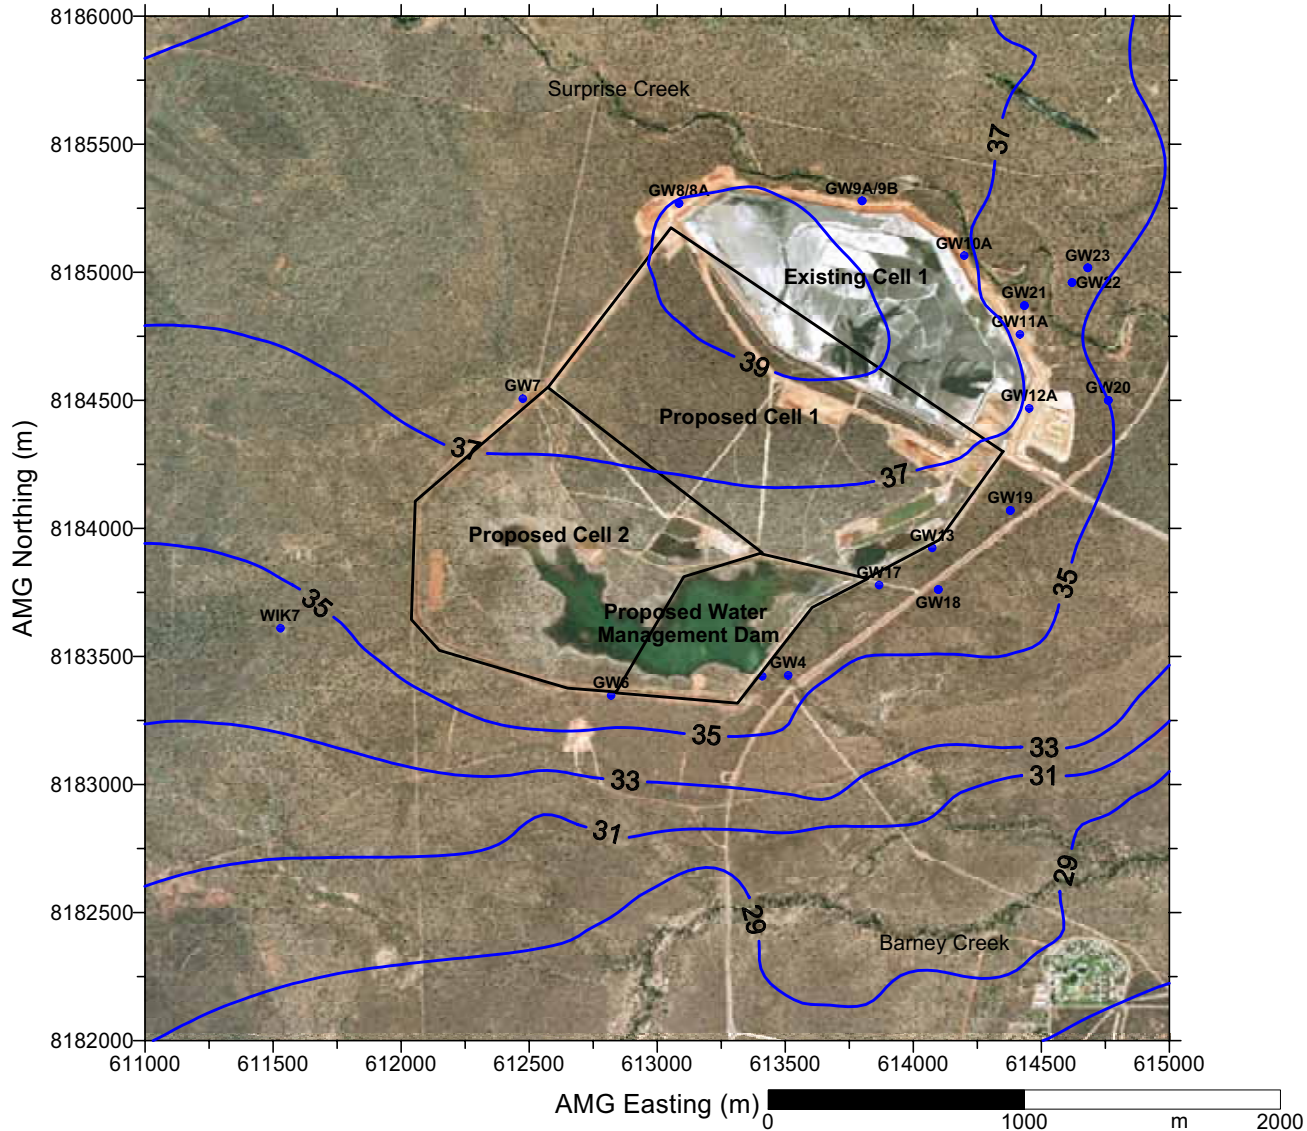 8186000
8185500
8185000
8184500
8184000
8183500
8183000
8182500
8182000
AMG Northing (m)
Surprise Creek
37
GW8/8A
GW9A/9B
GW10A
GW23
GW22
Existing Cell 1
GW21
GW11A
39
GW7
GW12A
GW20
Proposed Cell 1
37
37
GW19
Proposed Cell 2
GW13
GW17
35
GW18
35
WIK7
Proposed Water
Management Dam
GW4
GW6
35
33
33
31
31
29
29
Barney Creek
611000
611500
612000
612500
613000
613500
614000
614500
615000
AMG Easting (m)
0
1000
m
2000